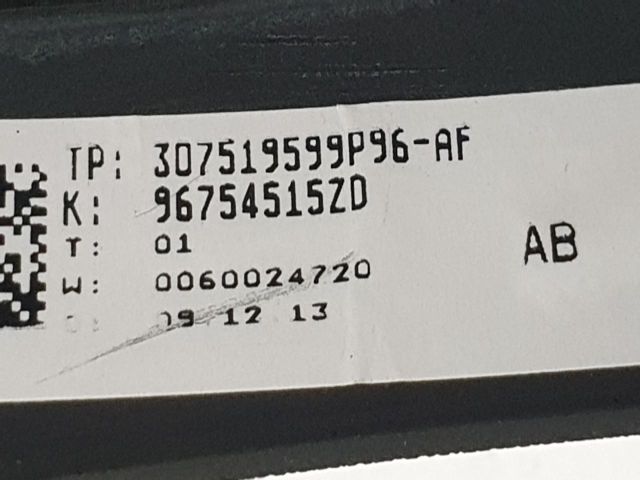 TP: 307519599P96-AF
K: 96754515ZD
T: 01
AB
W: 0060024720
09 12 13